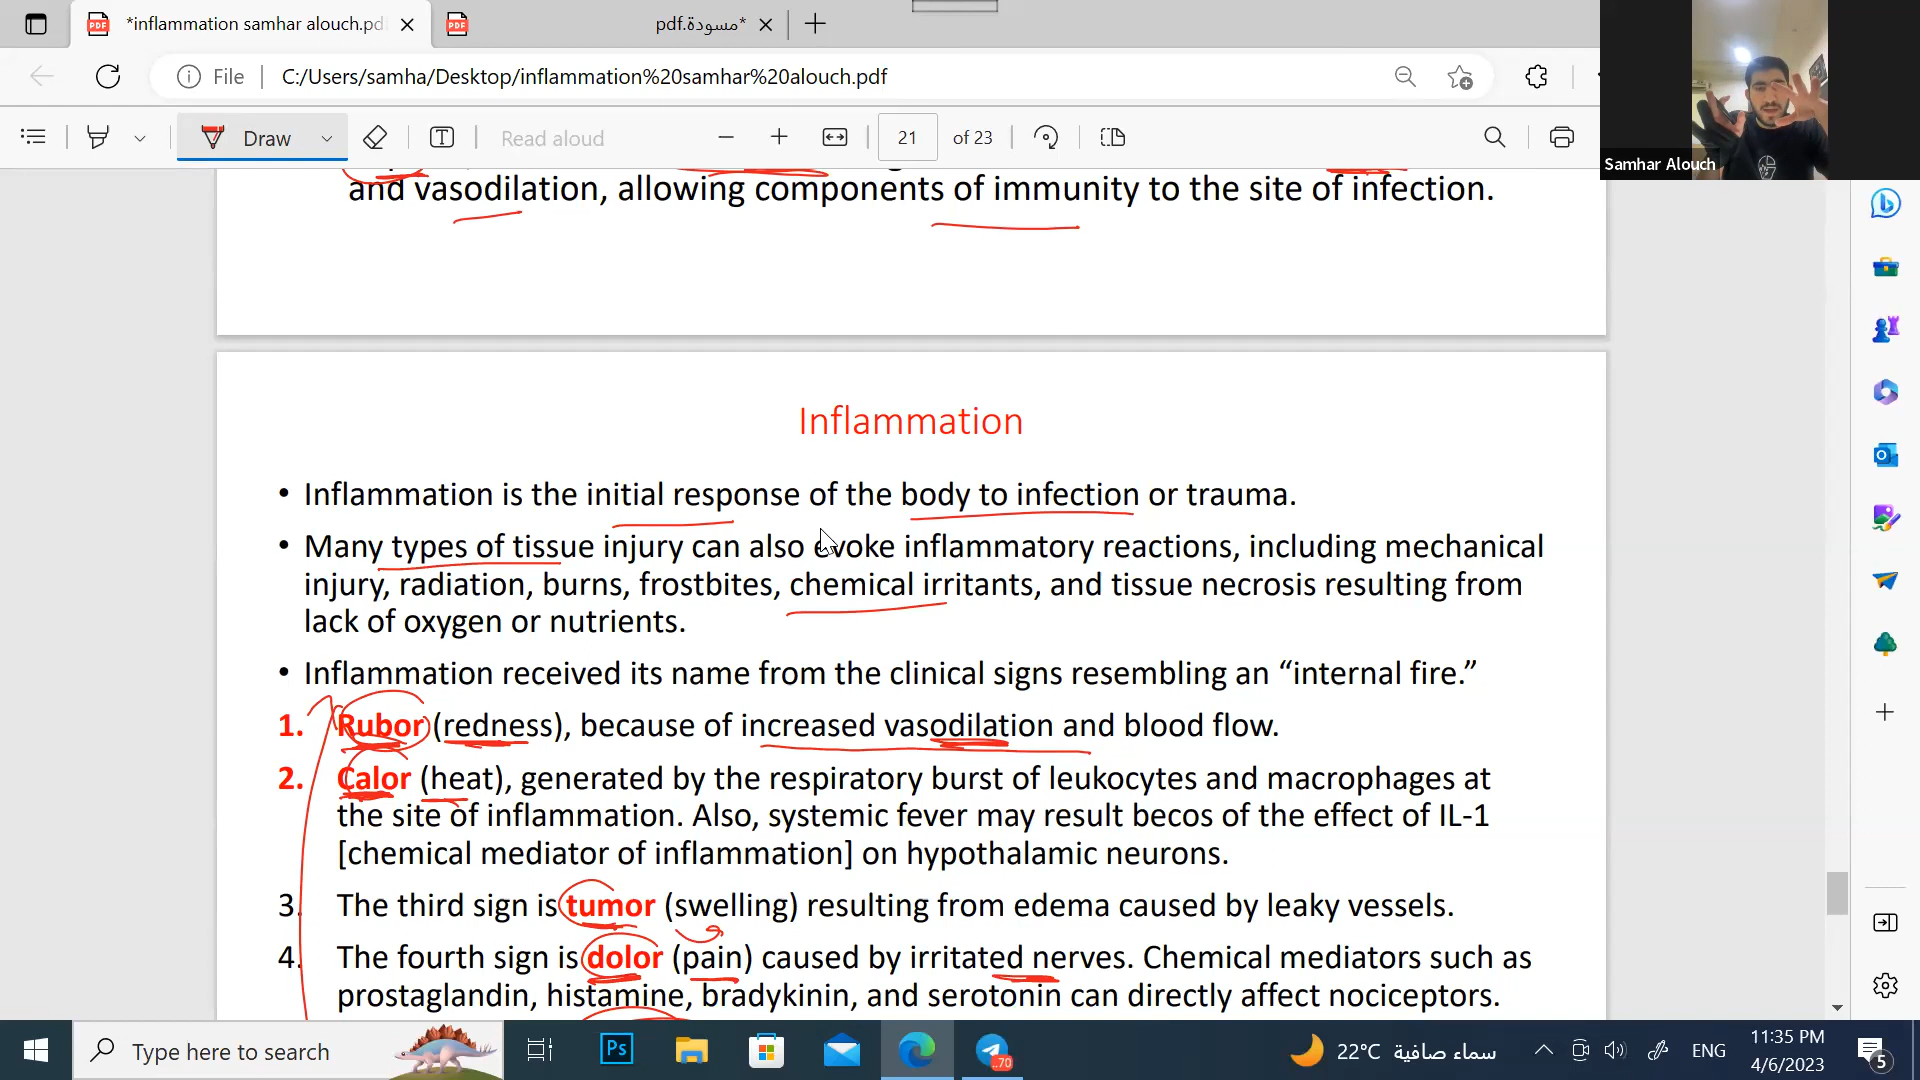 *inflammation samhar alouch.pdf
*مسودة.pdf
File
C:/Users/samha/Desktop/inflammation%20samhar%20alouch.pdf
Draw
Read aloud
21
of 23
Samhar Alouch
and vasodilation, allowing components of immunity to the site of infection.
Inflammation
• Inflammation is the initial response of the body to infection or trauma.
• Many types of tissue injury can also evoke inflammatory reactions, including mechanical
injury, radiation, burns, frostbites, chemical irritants, and tissue necrosis resulting from
lack of oxygen or nutrients.
• Inflammation received its name from the clinical signs resembling an “internal fire.”
1. Rubor (redness), because of increased vasodilation and blood flow.
2. Calor (heat), generated by the respiratory burst of leukocytes and macrophages at
the site of inflammation. Also, systemic fever may result becos of the effect of IL-1
[chemical mediator of inflammation] on hypothalamic neurons.
3. The third sign is tumor (swelling) resulting from edema caused by leaky vessels.
4. The fourth sign is dolor (pain) caused by irritated nerves. Chemical mediators such as
prostaglandin, histamine, bradykinin, and serotonin can directly affect nociceptors.
Type here to search
Ps
..70
22°C سماء صافية
ENG
11:35 PM
4/6/2023
5